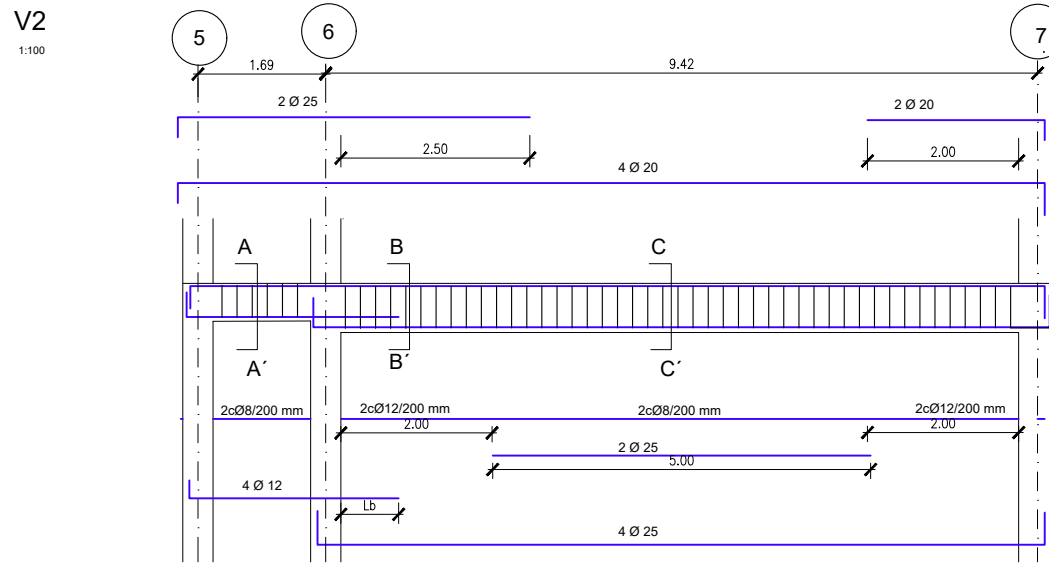 V2
1:100
5
6
7
1.69
9.42
2 Ø 25
2 Ø 20
2.50
2.00
4 Ø 20
A
B
C
A´
B´
C´
2cØ8/200 mm
2cØ12/200 mm
2cØ8/200 mm
2cØ12/200 mm
2.00
2.00
2 Ø 25
5.00
4 Ø 12
Lb
4 Ø 25